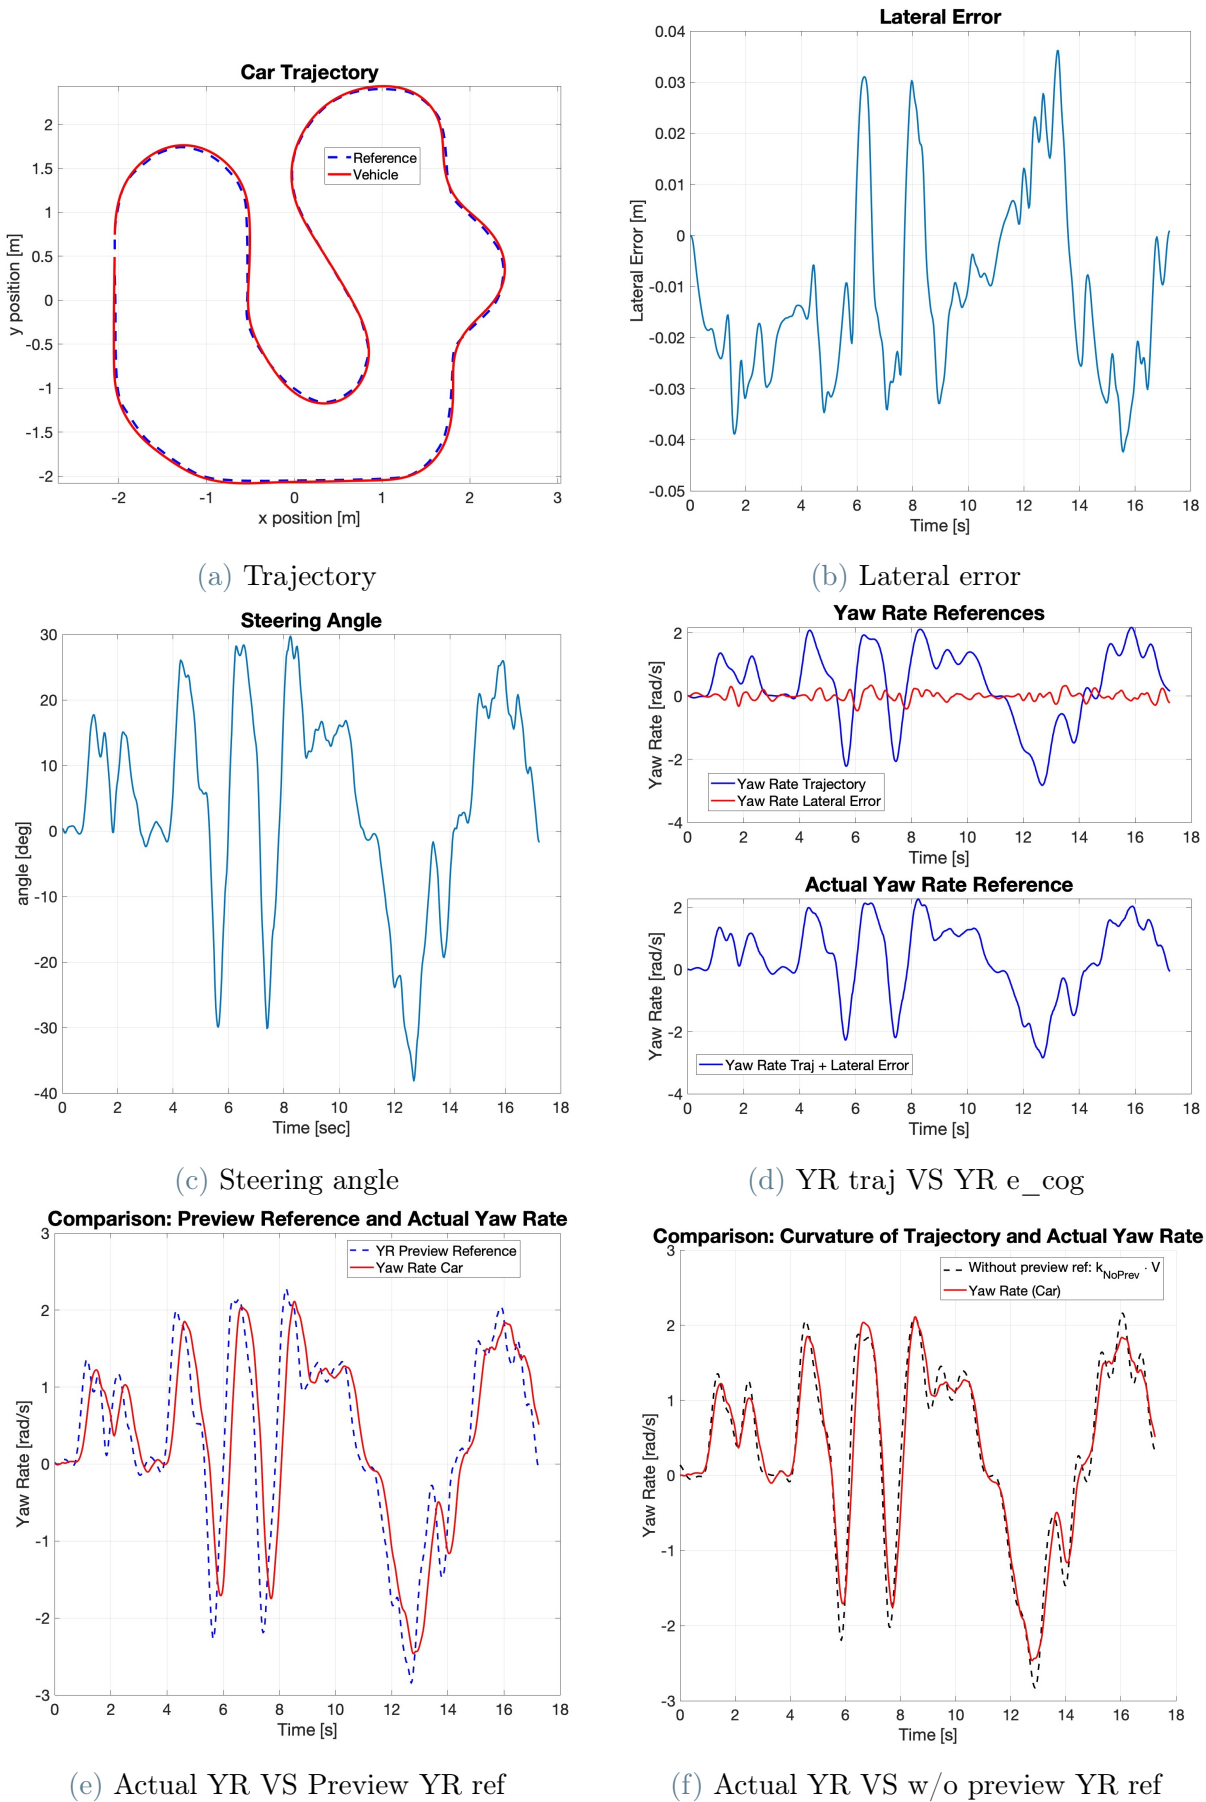 Car Trajectory
2
1.5
1
0.5
0
-0.5
-1
-1.5
-2
y position [m]
Reference
Vehicle
-2 -1 0 1 2 3
x position [m]
(a) Trajectory
Lateral Error
0.04
0.03
0.02
0.01
0
-0.01
-0.02
-0.03
-0.04
-0.05
Lateral Error [m]
0 2 4 6 8 10 12 14 16 18
Time [s]
(b) Lateral error
Steering Angle
30
20
10
0
-10
-20
-30
-40
angle [deg]
0 2 4 6 8 10 12 14 16 18
Time [sec]
(c) Steering angle
Yaw Rate References
2
0
-2
-4
Yaw Rate [rad/s]
Yaw Rate Trajectory
Yaw Rate Lateral Error
0 2 4 6 8 10 12 14 16 18
Time [s]
Actual Yaw Rate Reference
2
0
-2
-4
Yaw Rate [rad/s]
Yaw Rate Traj + Lateral Error
0 2 4 6 8 10 12 14 16 18
Time [s]
(d) YR traj VS YR e_cog
Comparison: Preview Reference and Actual Yaw Rate
3
2
1
0
-1
-2
-3
Yaw Rate [rad/s]
YR Preview Reference
Yaw Rate Car
0 2 4 6 8 10 12 14 16 18
Time [s]
(e) Actual YR VS Preview YR ref
Comparison: Curvature of Trajectory and Actual Yaw Rate
3
2
1
0
-1
-2
-3
Yaw Rate [rad/s]
Without preview ref: k_NoPrev · V
Yaw Rate (Car)
0 2 4 6 8 10 12 14 16 18
Time [s]
(f) Actual YR VS w/o preview YR ref